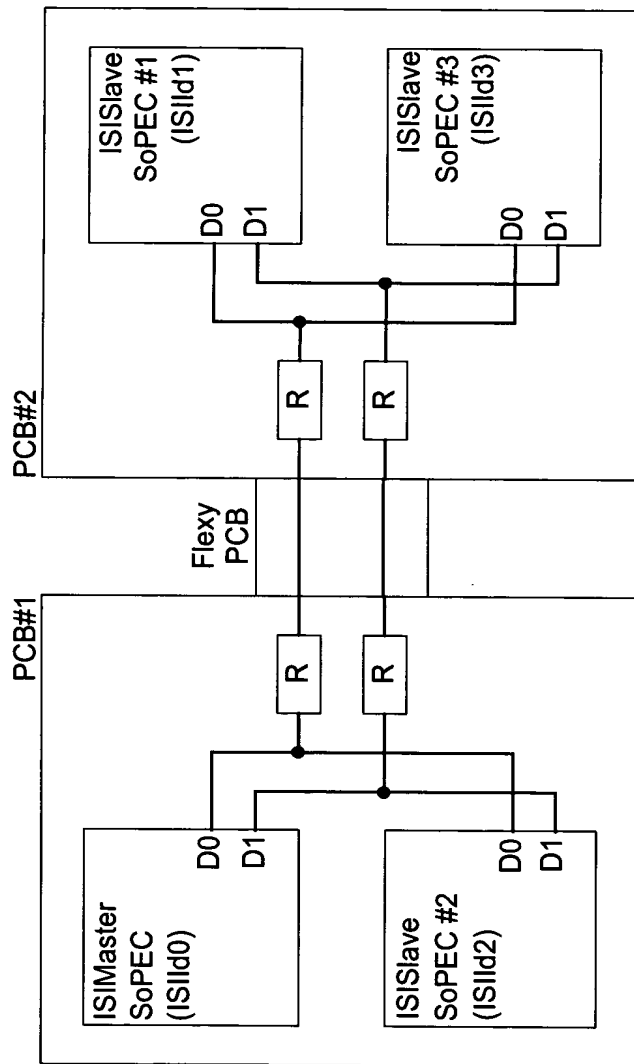 PCB#1
ISIMaster
SoPEC
(ISIId0)
D0
D1
ISISlave
SoPEC #2
(ISIId2)
D0
D1
R
R
Flexy
PCB
PCB#2
R
R
ISISlave
SoPEC #1
(ISIId1)
D0
D1
ISISlave
SoPEC #3
(ISIId3)
D0
D1